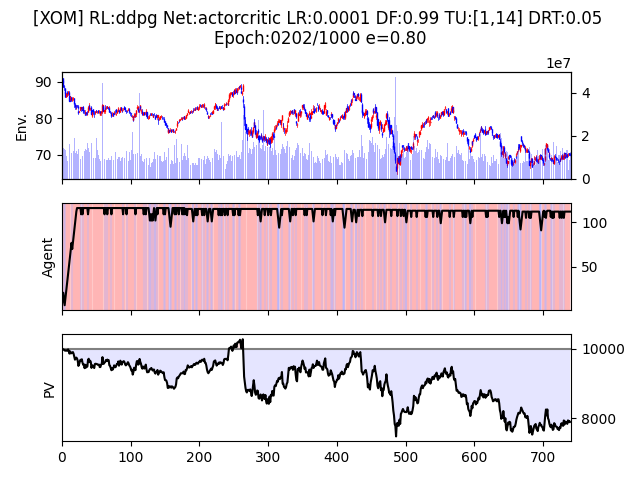 [XOM] RL:ddpg Net:actorcritic LR:0.0001 DF:0.99 TU:[1,14] DRT:0.05
Epoch:0202/1000 e=0.80
1e7
90
80
70
Env.
4
2
0
Agent
100
50
PV
10000
8000
0 100 200 300 400 500 600 700